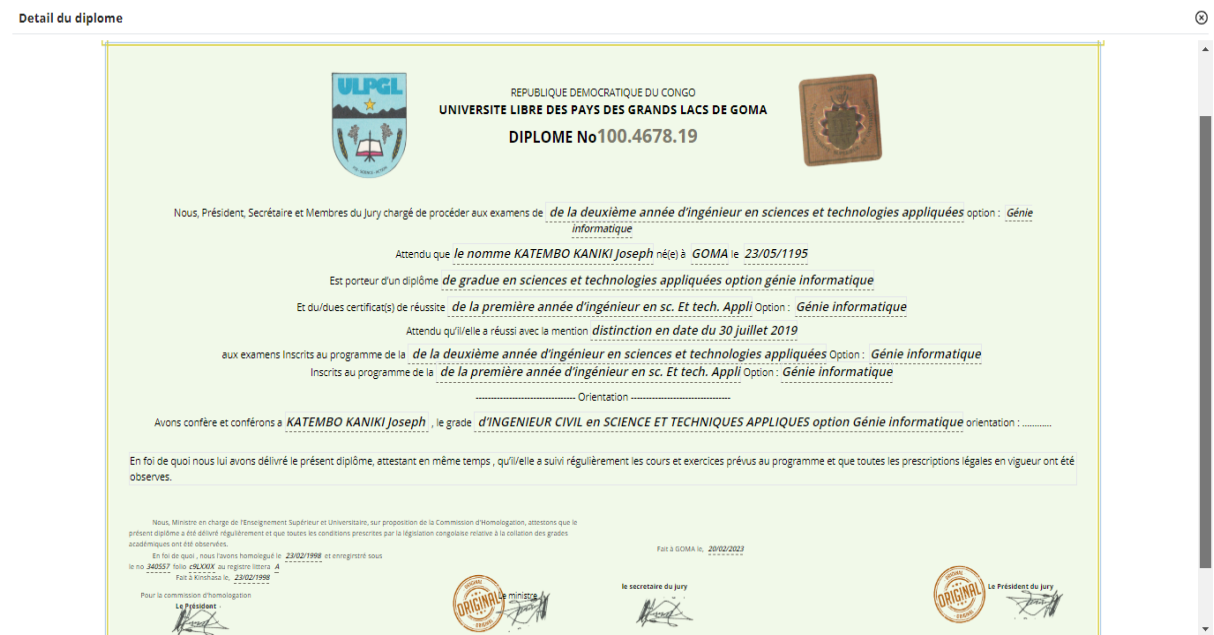 Detail du diplome
ULPGL
REPUBLIQUE DEMOCRATIQUE DU CONGO
UNIVERSITE LIBRE DES PAYS DES GRANDS LACS DE GOMA
DIPLOME No100.4678.19
Nous, Président, Secrétaire et Membres du Jury chargé de procéder aux examens de de la deuxième année d'ingénieur en sciences et technologies appliquées option : Génie
informatique
Attendu que le nomme KATEMBO KANIKI Joseph né(e) à GOMA le 23/05/1195
Est porteur d'un diplôme de gradue en sciences et technologies appliquées option génie informatique
Et du/dues certificat(s) de réussite de la première année d'ingénieur en sc. Et tech. Appli Option : Génie informatique
Attendu qu'il/elle a réussi avec la mention distinction en date du 30 juillet 2019
aux examens Inscrits au programme de la de la deuxième année d'ingénieur en sciences et technologies appliquées Option : Génie informatique
Inscrits au programme de la de la première année d'ingénieur en sc. Et tech. Appli Option : Génie informatique
-------------------------------- Orientation --------------------------------
Avons confère et conférons a KATEMBO KANIKI Joseph , le grade d'INGENIEUR CIVIL en SCIENCE ET TECHNIQUES APPLIQUES option Génie informatique orientation : ............
En foi de quoi nous lui avons délivré le présent diplôme, attestant en même temps , qu'il/elle a suivi régulièrement les cours et exercices prévus au programme et que toutes les prescriptions légales en vigueur ont été
observes.
Nous, Ministre en charge de l'Enseignement Supérieur et Universitaire, sur proposition de la Commission d'Homologation, attestons que le
présent diplôme a été délivré régulièrement et que toutes les conditions prescrites par la législation congolaise relative à la collation des grades
académiques ont été observées.
En foi de quoi , nous l'avons homologué le 23/02/1998 et enregirstré sous
le no 340557 folio c9LXXIX au registre littera A
Fait à Kinshasa le, 23/02/1998
Fait à GOMA le, 20/02/2023
Pour la commission d'homologation
Le Président
ORIGINAL
Le ministre
le secretaire du jury
ORIGINAL
Le Président du jury